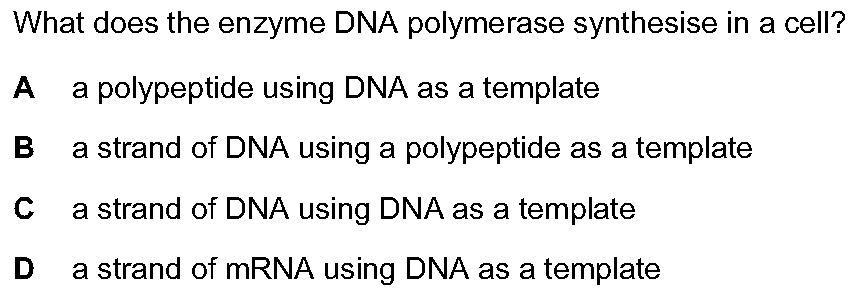 What does the enzyme DNA polymerase synthesise in a cell?
A a polypeptide using DNA as a template
B a strand of DNA using a polypeptide as a template
C a strand of DNA using DNA as a template
D a strand of mRNA using DNA as a template